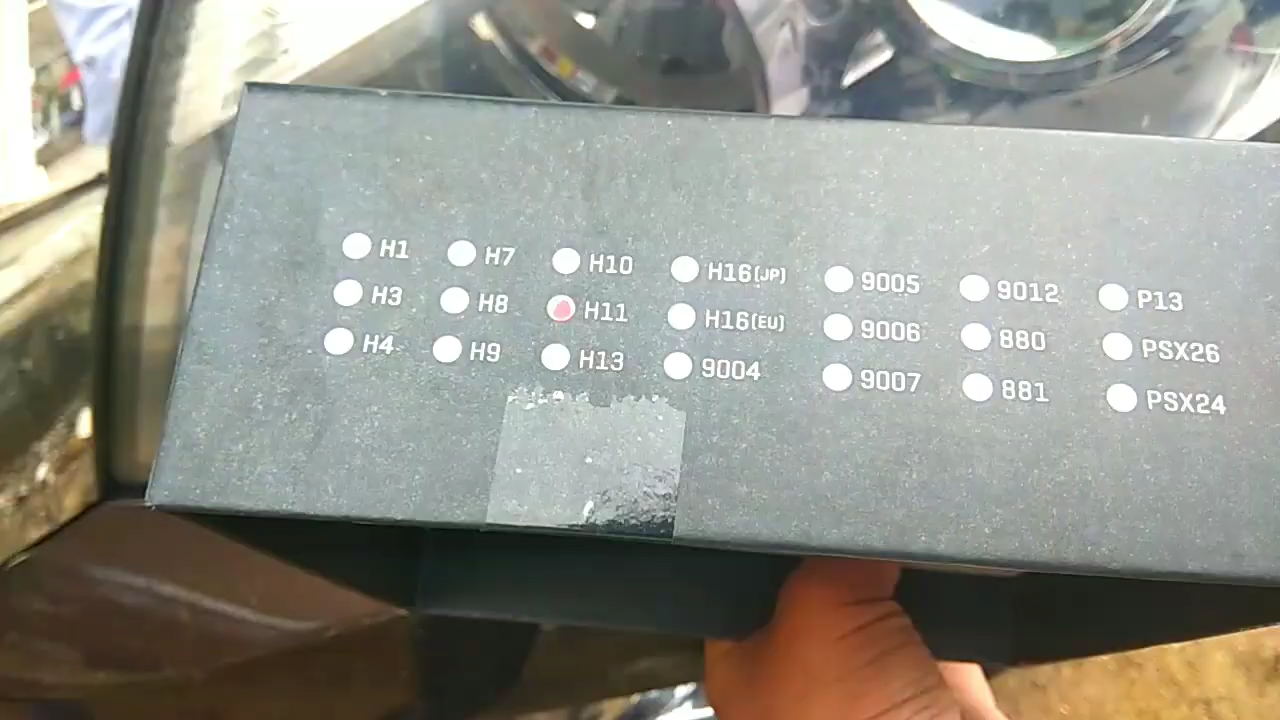 H1 H7 H10 H16(JP) 9005 9012 P13
H3 H8 H11 H16(EU) 9006 880 PSX26
H4 H9 H13 9004 9007 881 PSX24